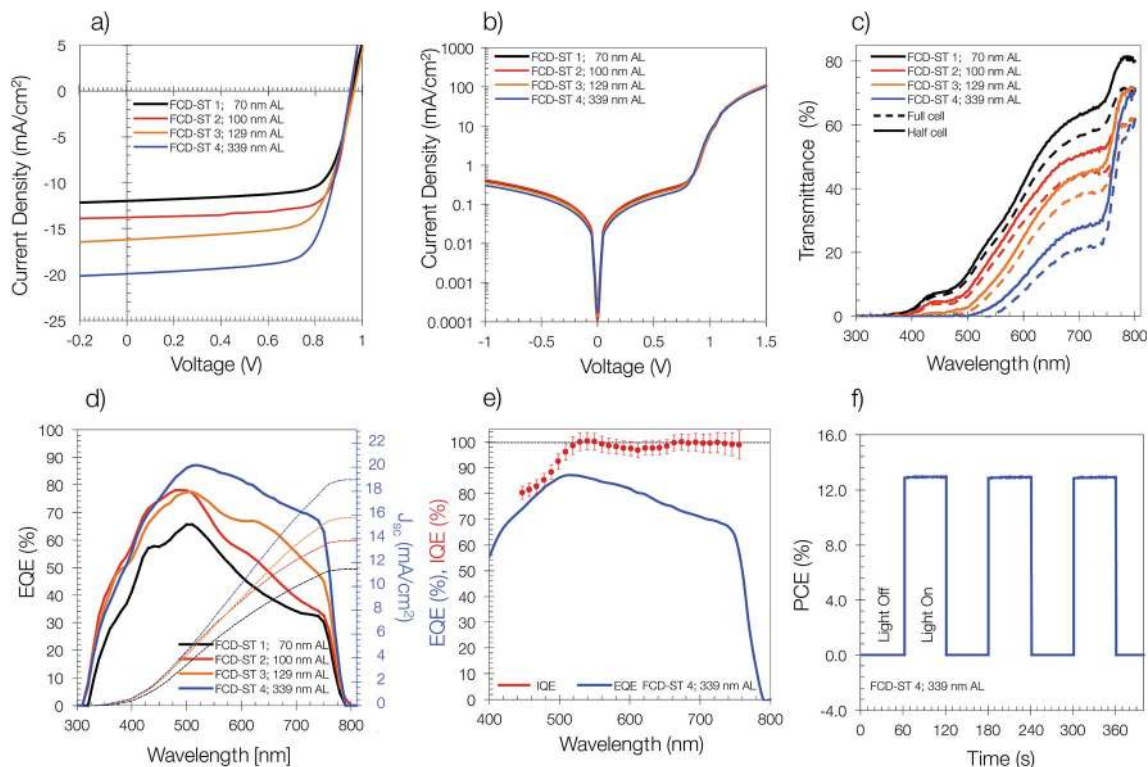 a)
5
0
-5
-10
-15
-20
-25
-0.2 0 0.2 0.4 0.6 0.8 1
Current Density (mA/cm²)
Voltage (V)
FCD-ST 1; 70 nm AL
FCD-ST 2; 100 nm AL
FCD-ST 3; 129 nm AL
FCD-ST 4; 339 nm AL
b)
1000
100
10
1
0.1
0.01
0.001
0.0001
-1 -0.5 0 0.5 1 1.5
Current Density (mA/cm²)
Voltage (V)
FCD-ST 1; 70 nm AL
FCD-ST 2; 100 nm AL
FCD-ST 3; 129 nm AL
FCD-ST 4; 339 nm AL
c)
80
60
40
20
0
300 400 500 600 700 800
Transmittance (%)
Wavelength (nm)
FCD-ST 1; 70 nm AL
FCD-ST 2; 100 nm AL
FCD-ST 3; 129 nm AL
FCD-ST 4; 339 nm AL
Full cell
Half cell
d)
100
90
80
70
60
50
40
30
20
10
0
300 400 500 600 700 800
EQE (%)
Wavelength [nm]
22
20
18
16
14
12
10
8
6
4
2
0
Jsc (mA/cm²)
FCD-ST 1; 70 nm AL
FCD-ST 2; 100 nm AL
FCD-ST 3; 129 nm AL
FCD-ST 4; 339 nm AL
e)
100
90
80
70
60
50
40
30
20
10
0
400 500 600 700 800
EQE (%), IQE (%)
Wavelength (nm)
IQE EQE FCD-ST 4; 339 nm AL
f)
16.0
12.0
8.0
4.0
0.0
-4.0
0 60 120 180 240 300 360
PCE (%)
Time (s)
Light Off
Light On
FCD-ST 4; 339 nm AL